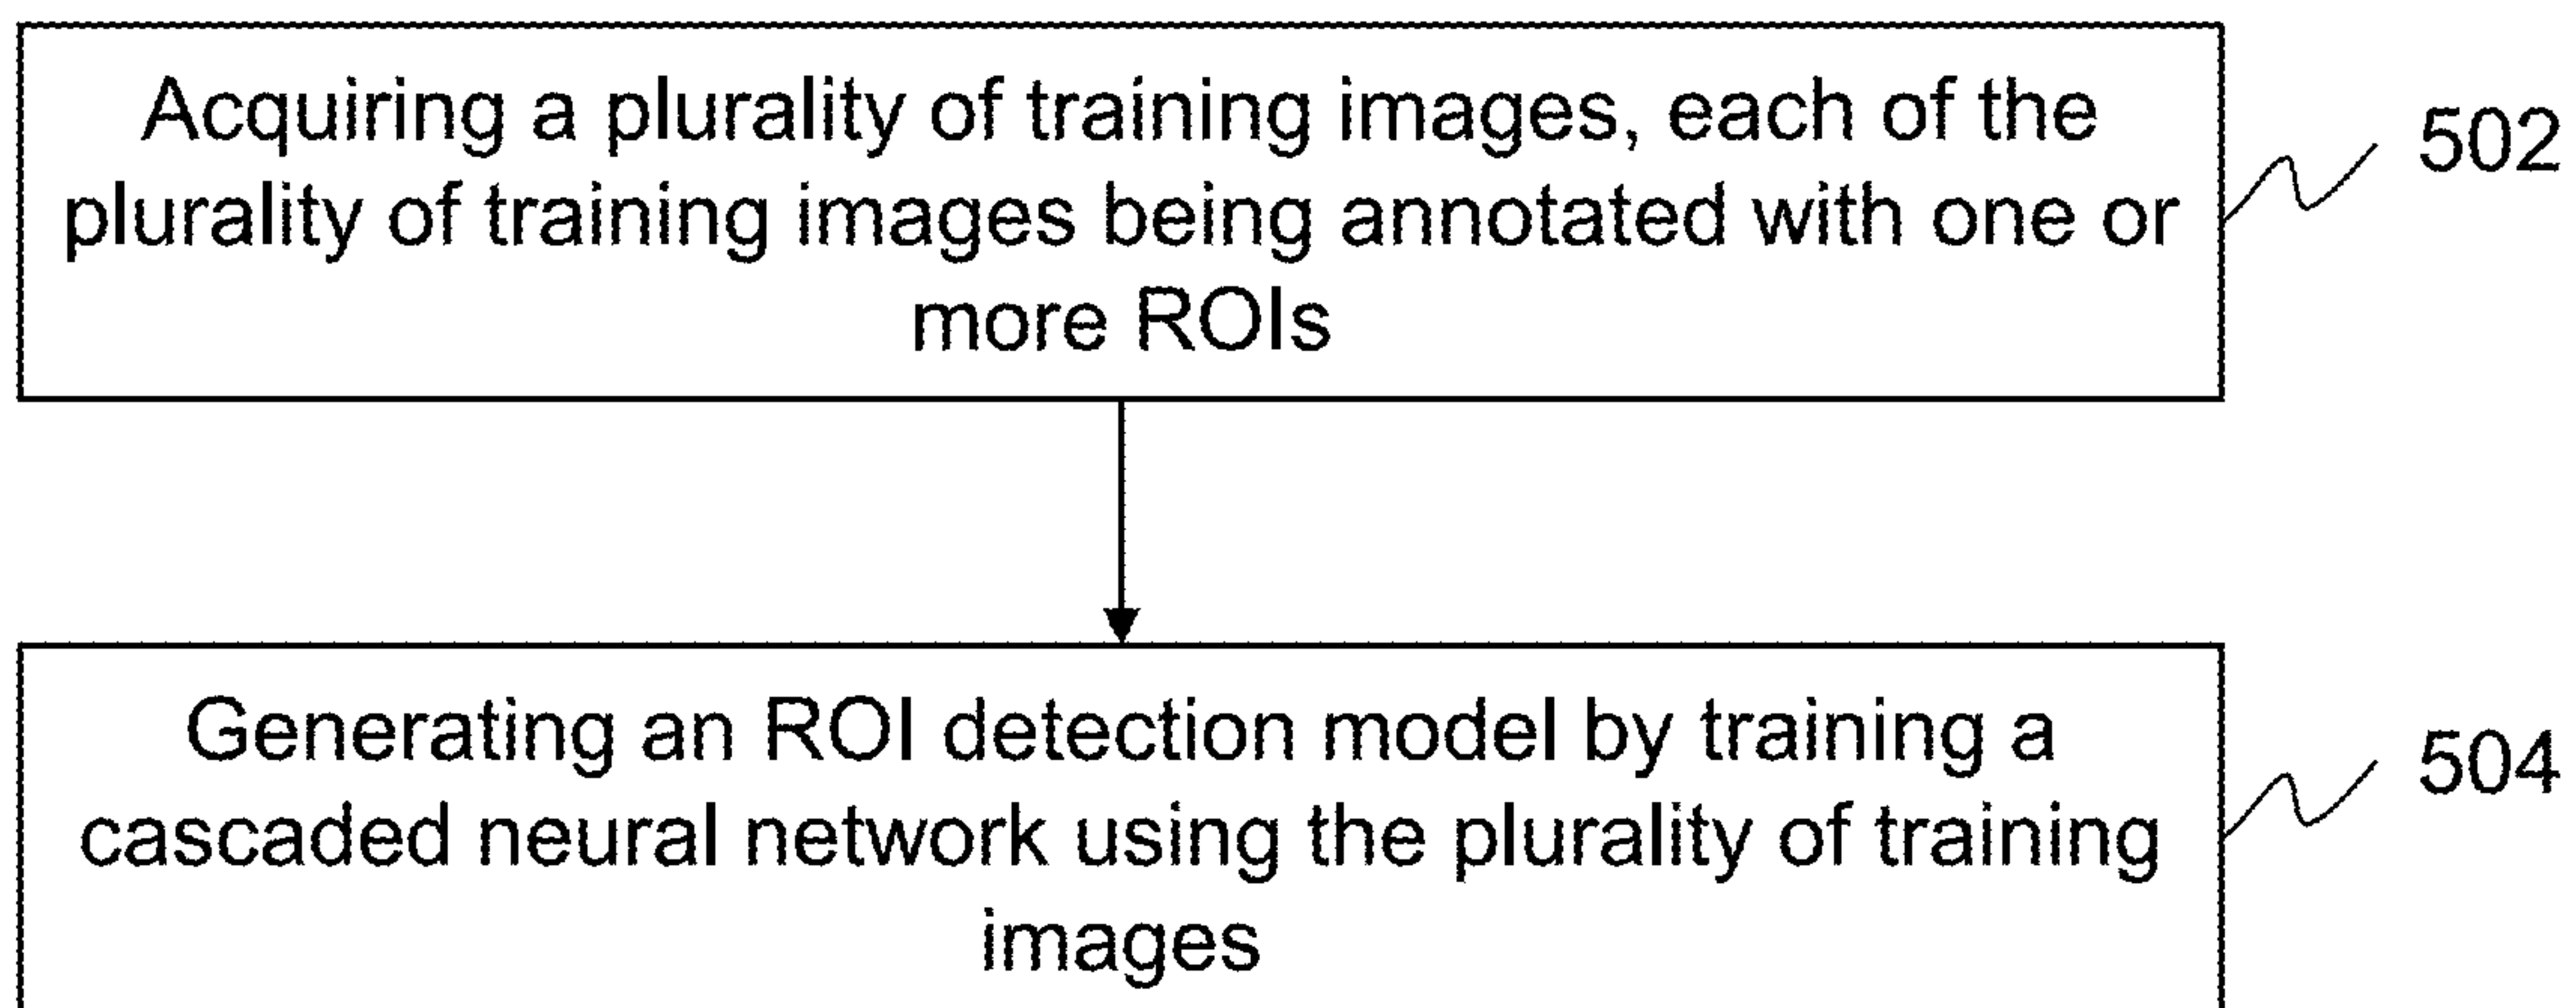 Acquiring a plurality of training images, each of the
plurality of training images being annotated with one or
more ROIs
502
Generating an ROI detection model by training a
cascaded neural network using the plurality of training
images
504